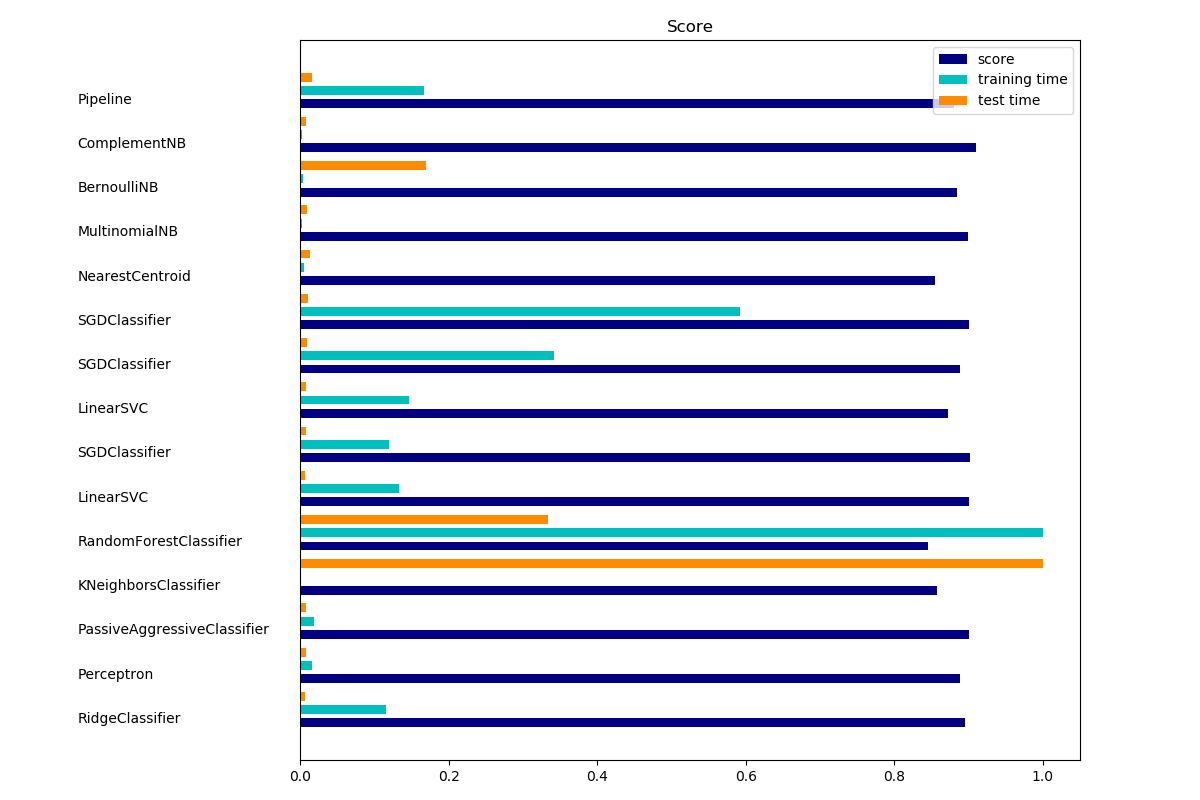 Score
score
training time
test time
Pipeline
ComplementNB
BernoulliNB
MultinomialNB
NearestCentroid
SGDClassifier
SGDClassifier
LinearSVC
SGDClassifier
LinearSVC
RandomForestClassifier
KNeighborsClassifier
PassiveAggressiveClassifier
Perceptron
RidgeClassifier
0.0 0.2 0.4 0.6 0.8 1.0